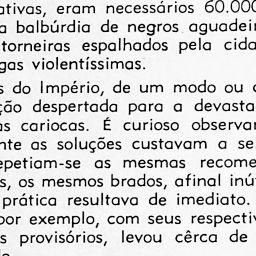 ativas, eram necessários 60.000
a balbúrdia de negros aguadei
torneiras espalhados pela cida
gas violentíssimas.
s do Império, de um modo ou d
ção despertada para a devasta
as cariocas. É curioso observar
nte as soluções custavam a se
epetiam-se as mesmas recome
s, os mesmos brados, afinal inú
prática resultava de imediato.
por exemplo, com seus respectiv
s provisórios, levou cêrca de